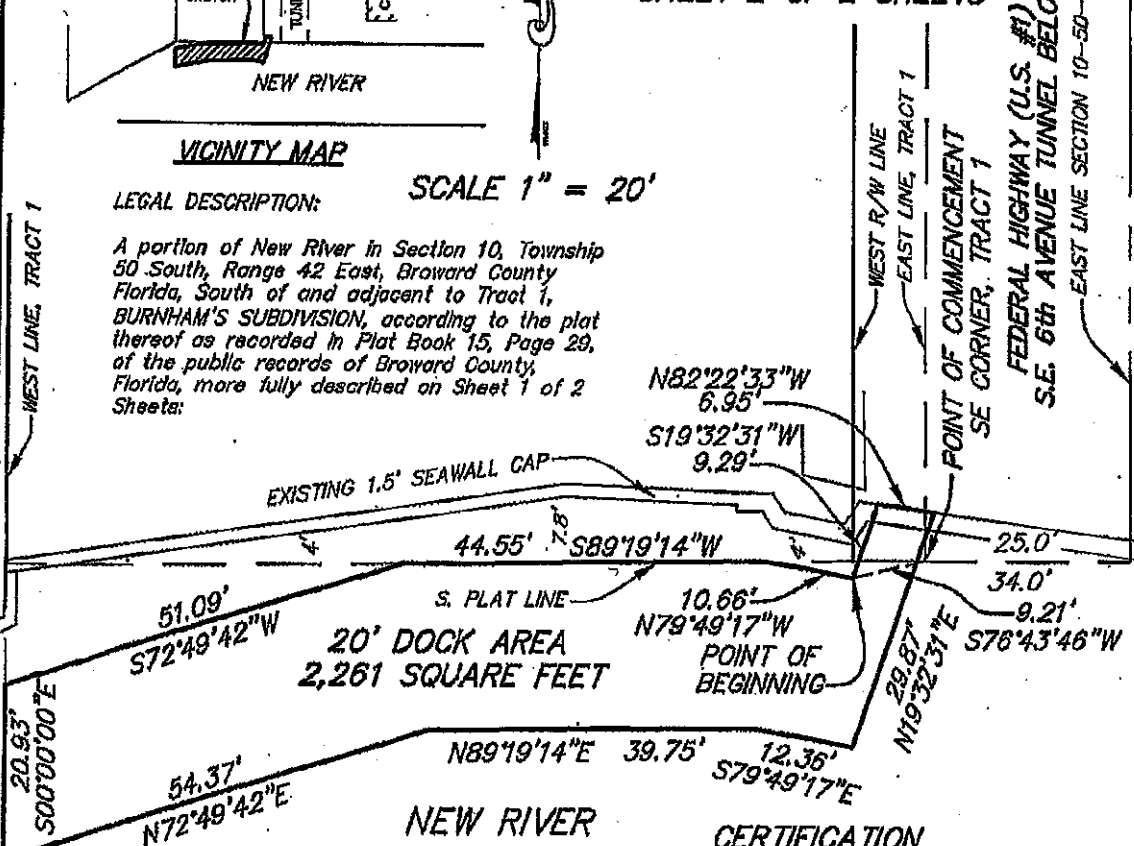 NEW RIVER
VICINITY MAP
SCALE 1" = 20'
LEGAL DESCRIPTION:
A portion of New River in Section 10, Township
50 South, Range 42 East, Broward County
Florida, South of and adjacent to Tract 1,
BURNHAM'S SUBDIVISION, according to the plat
thereof as recorded in Plat Book 15, Page 29,
of the public records of Broward County,
Florida, more fully described on Sheet 1 of 2
Sheets:
WEST LINE, TRACT 1
WEST R/W LINE
EAST LINE, TRACT 1
POINT OF COMMENCEMENT
SE CORNER, TRACT 1
FEDERAL HIGHWAY (U.S. #1)
S.E. 6th AVENUE TUNNEL BELO
EAST LINE SECTION 10-50-
N82°22'33"W
6.95'
S19°32'31"W
9.29'
EXISTING 1.5' SEAWALL CAP
4'
44.55'
7.8'
S89°19'14"W
4'
25.0'
34.0'
9.21'
S76°43'46"W
51.09'
S72°49'42"W
S. PLAT LINE
10.66'
N79°49'17"W
POINT OF
BEGINNING
29.87'
N19°32'31"E
20' DOCK AREA
2,261 SQUARE FEET
20.93'
S00°00'00"E
N89°19'14"E 39.75'
12.36'
S79°49'17"E
54.37'
N72°49'42"E
NEW RIVER
CERTIFICATION